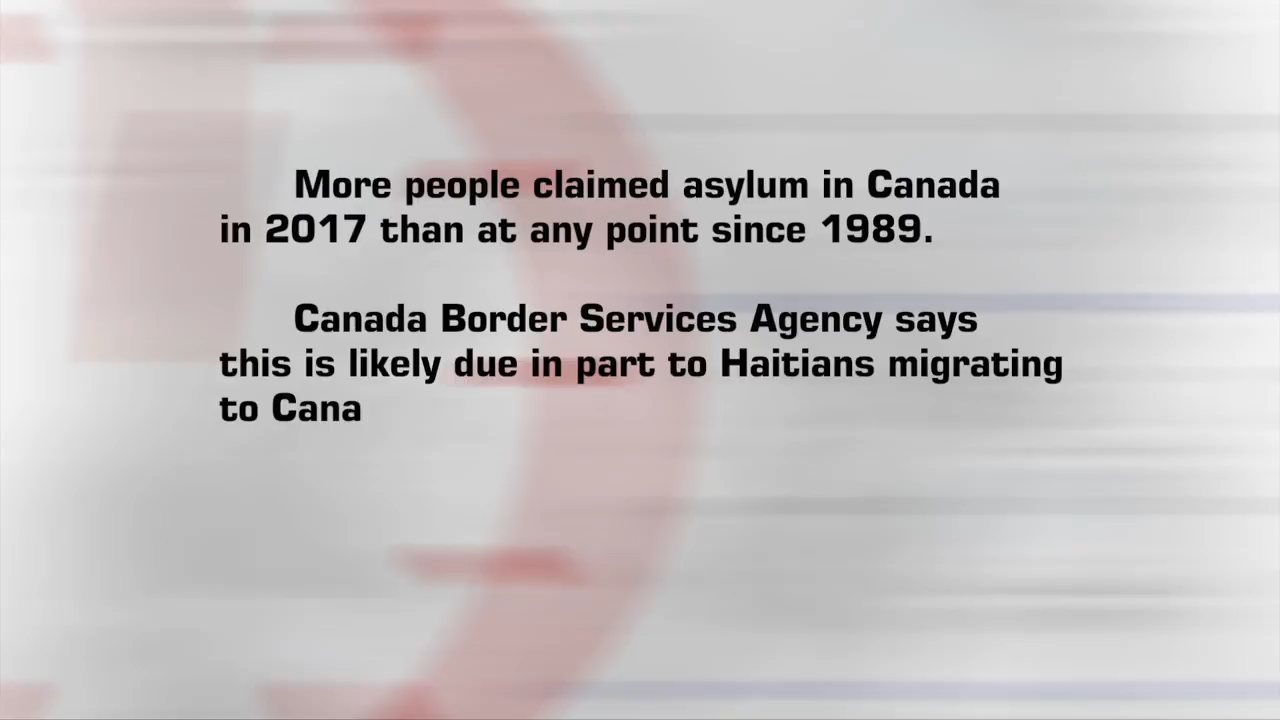 More people claimed asylum in Canada
in 2017 than at any point since 1989.
Canada Border Services Agency says
this is likely due in part to Haitians migrating
to Cana